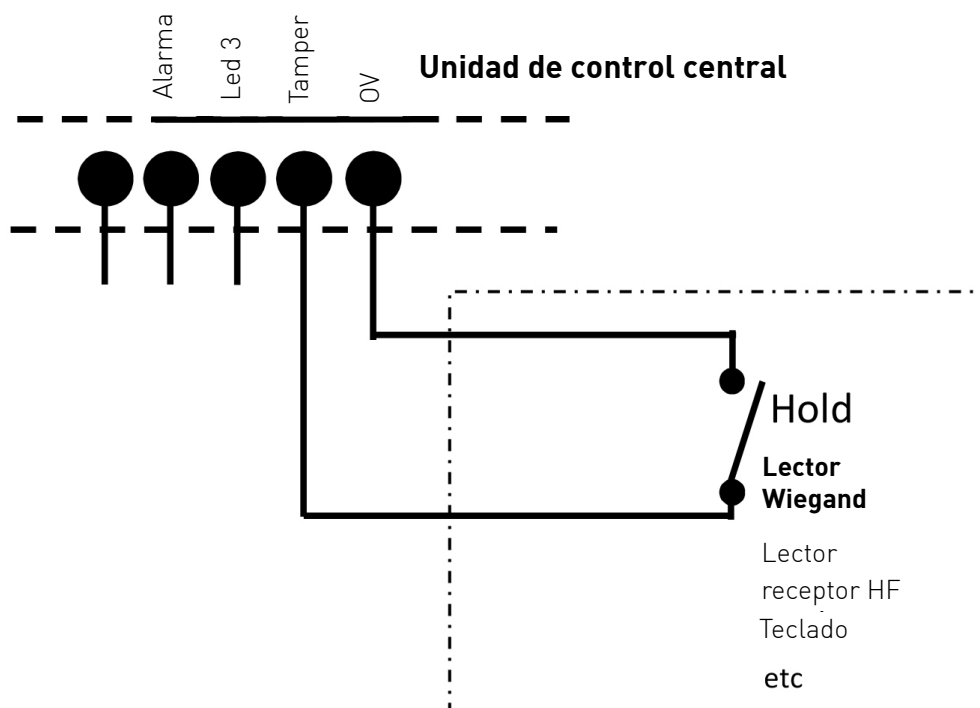 Alarma
Led 3
Tamper
0V
Unidad de control central
Hold
Lector
Wiegand
Lector
receptor HF
Teclado
etc